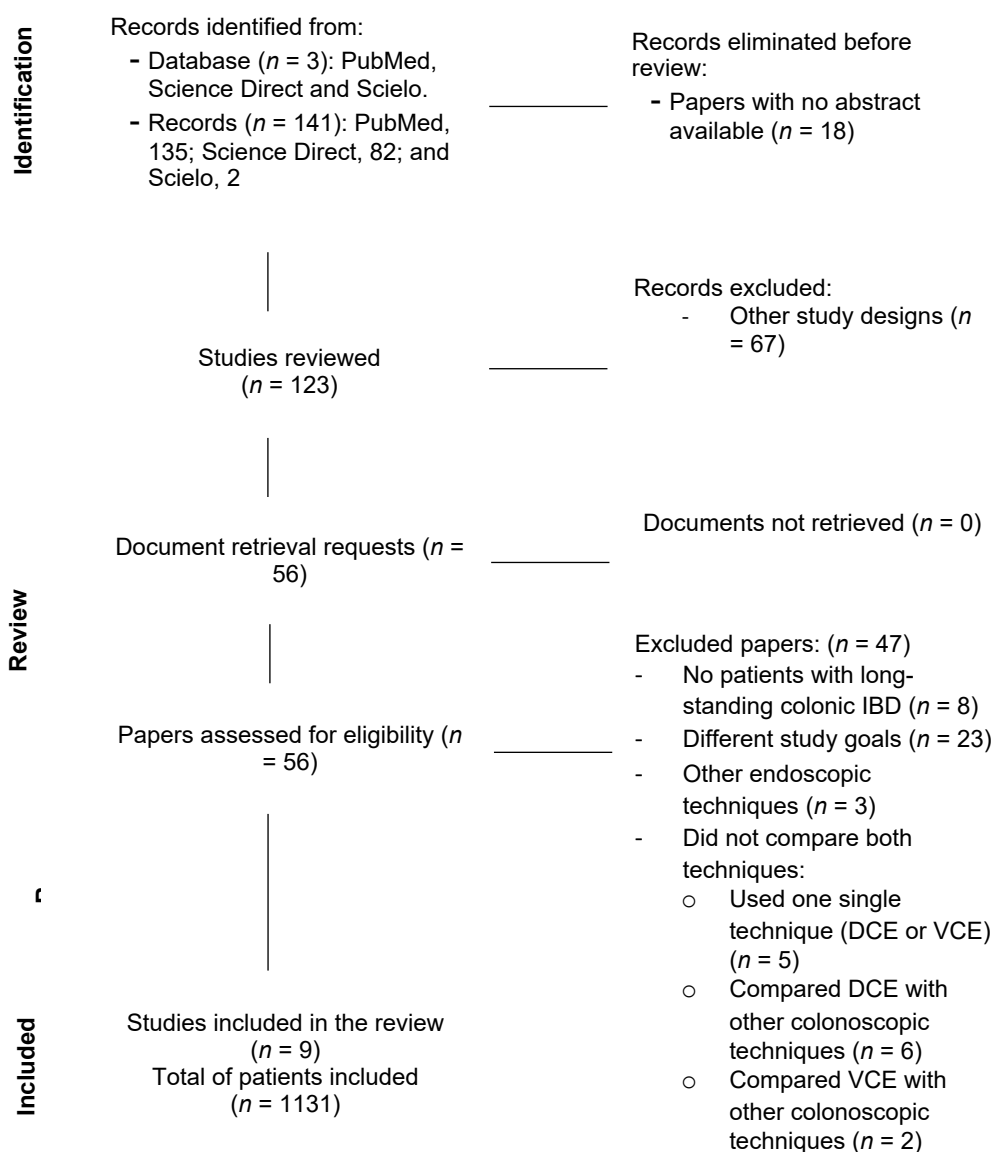 Identification
Records identified from:
- Database (n = 3): PubMed,
Science Direct and Scielo.
- Records (n = 141): PubMed,
135; Science Direct, 82; and
Scielo, 2
Records eliminated before
review:
- Papers with no abstract
available (n = 18)
Review
Studies reviewed
(n = 123)
Records excluded:
- Other study designs (n
= 67)
Document retrieval requests (n =
56)
Documents not retrieved (n = 0)
Papers assessed for eligibility (n
= 56)
Excluded papers: (n = 47)
- No patients with long-
standing colonic IBD (n = 8)
- Different study goals (n = 23)
- Other endoscopic
techniques (n = 3)
- Did not compare both
techniques:
o Used one single
technique (DCE or VCE)
(n = 5)
o Compared DCE with
other colonoscopic
techniques (n = 6)
o Compared VCE with
other colonoscopic
techniques (n = 2)
Included
Studies included in the review
(n = 9)
Total of patients included
(n = 1131)